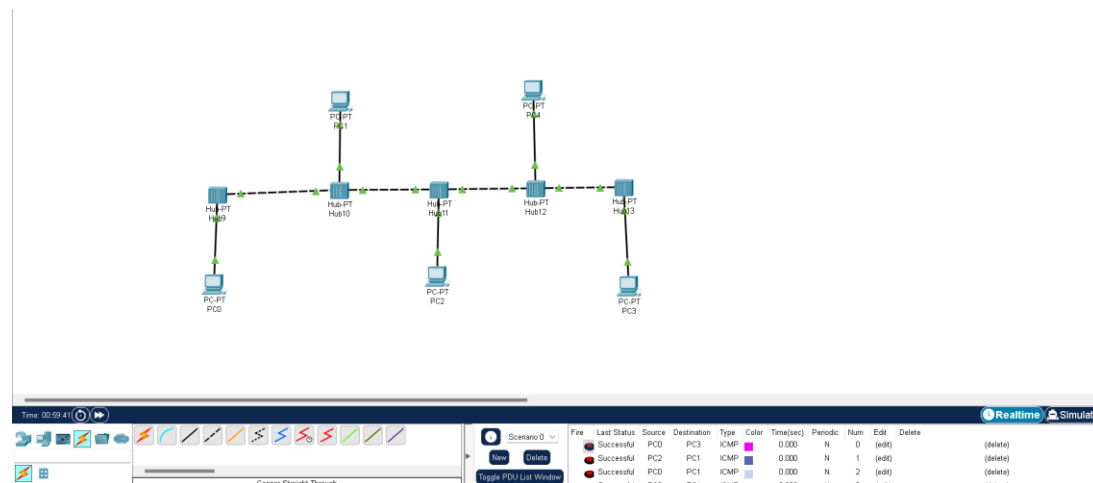 PC-PT
PC1
PC-PT
PC4
Hub-PT
Hub9
Hub-PT
Hub10
Hub-PT
Hub11
Hub-PT
Hub12
Hub-PT
Hub13
PC-PT
PC0
PC-PT
PC2
PC-PT
PC3
Time: 00:59:41
Realtime
Simulat
Scenario 0
New Delete
Toggle PDU List Window
Fire Last Status Source Destination Type Color Time(sec) Periodic Num Edit Delete
Successful PC0 PC3 ICMP 0.000 N 0 (edit) (delete)
Successful PC2 PC1 ICMP 0.000 N 1 (edit) (delete)
Successful PC0 PC1 ICMP 0.000 N 2 (edit) (delete)
Copper Straight-Through